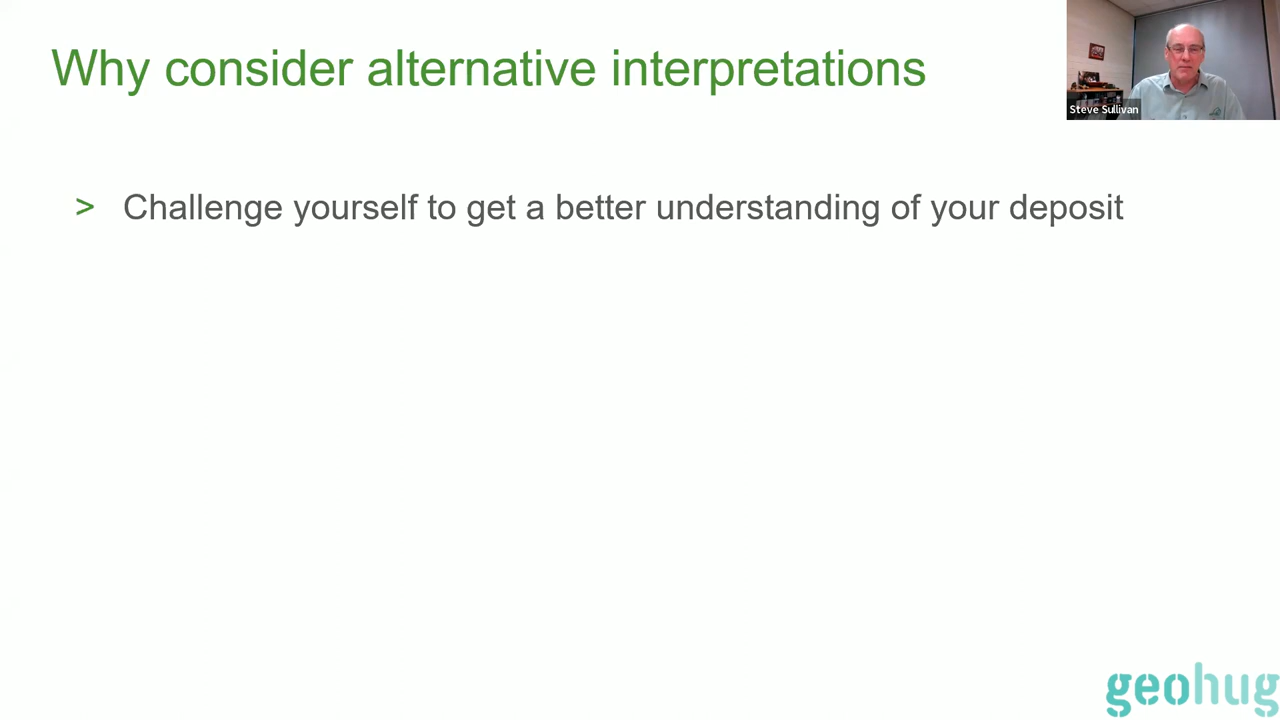 Why consider alternative interpretations
Steve Sullivan
> Challenge yourself to get a better understanding of your deposit
geohug